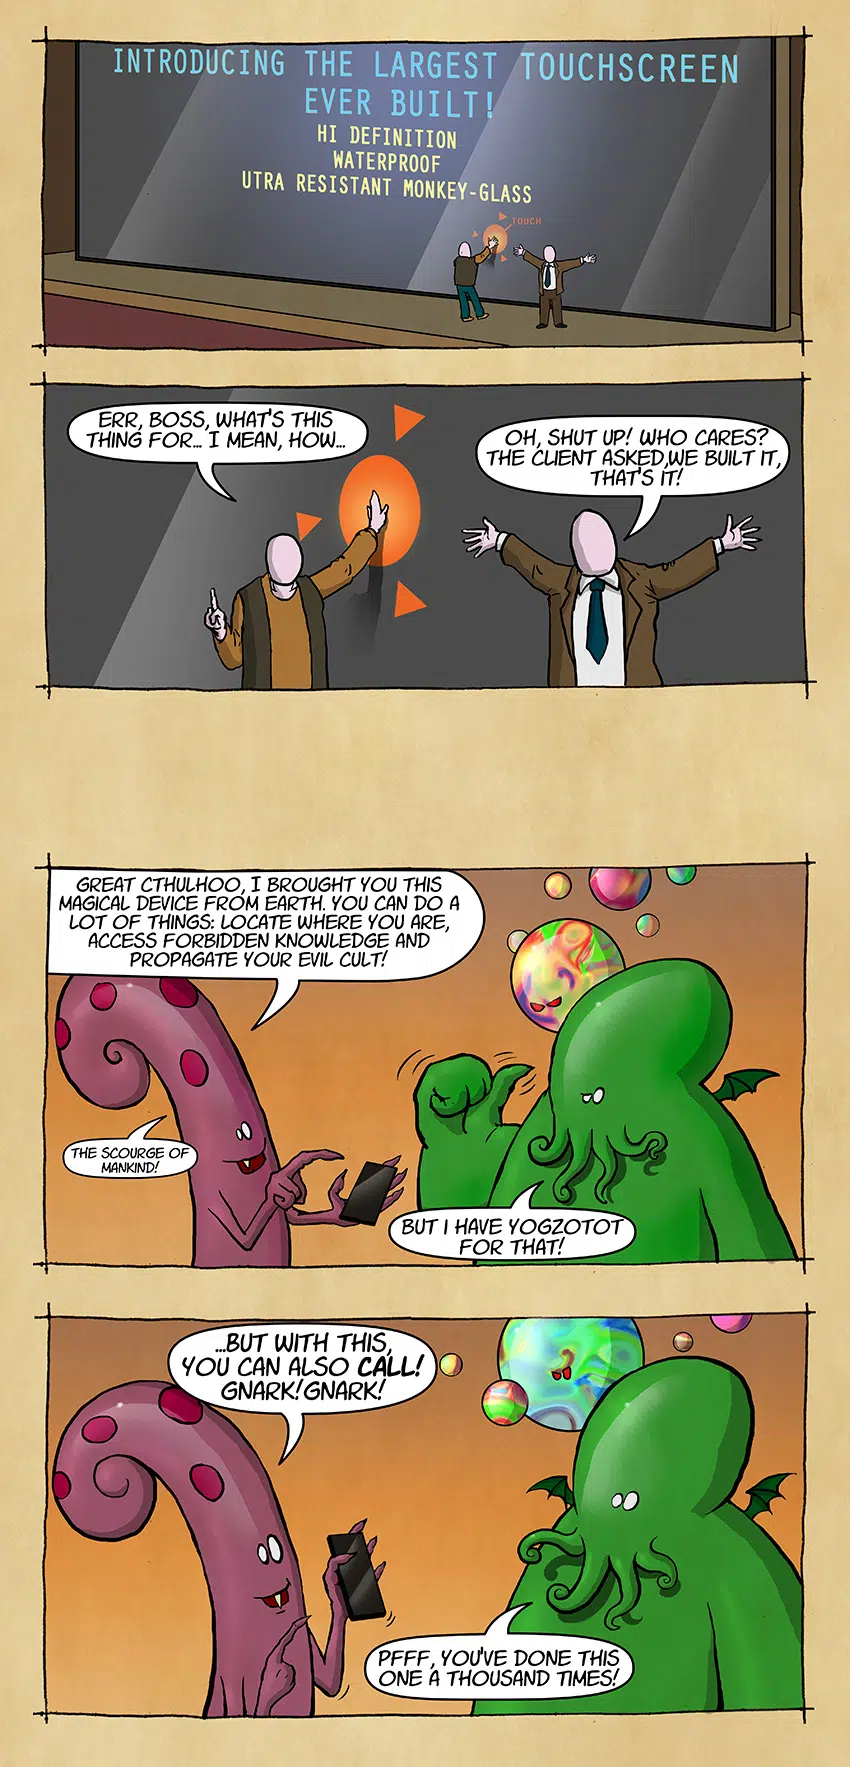 INTRODUCING THE LARGEST TOUCHSCREEN
EVER BUILT!
HI DEFINITION
WATERPROOF
UTRA RESISTANT MONKEY-GLASS
TOUCH
ERR, BOSS, WHAT'S THIS
THING FOR... I MEAN, HOW...
OH, SHUT UP! WHO CARES?
THE CLIENT ASKED,WE BUILT IT,
THAT'S IT!
GREAT CTHULHOO, I BROUGHT YOU THIS
MAGICAL DEVICE FROM EARTH. YOU CAN DO A
LOT OF THINGS: LOCATE WHERE YOU ARE,
ACCESS FORBIDDEN KNOWLEDGE AND
PROPAGATE YOUR EVIL CULT!
THE SCOURGE OF
MANKIND!
BUT I HAVE YOGZOTOT
FOR THAT!
...BUT WITH THIS,
YOU CAN ALSO CALL!
GNARK!GNARK!
PFFF, YOU'VE DONE THIS
ONE A THOUSAND TIMES!